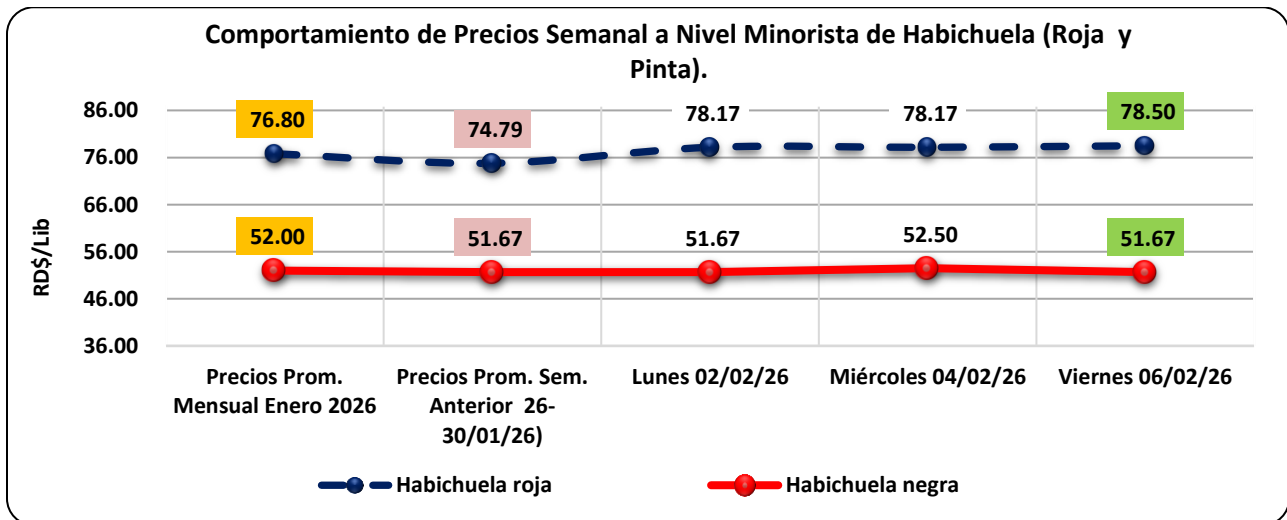 Comportamiento de Precios Semanal a Nivel Minorista de Habichuela (Roja y
Pinta).
RD$/Lib
86.00
76.00
66.00
56.00
46.00
36.00
76.80
74.79
78.17
78.17
78.50
52.00
51.67
51.67
52.50
51.67
Precios Prom.
Mensual Enero 2026
Precios Prom. Sem.
Anterior 26-
30/01/26)
Lunes 02/02/26
Miércoles 04/02/26
Viernes 06/02/26
Habichuela roja
Habichuela negra